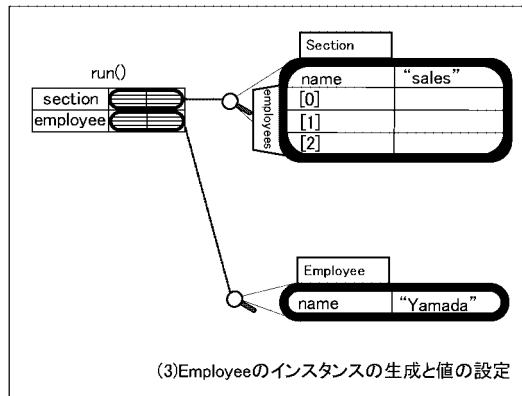 Section
run()
name "sales"
section
employee
employees
[0]
[1]
[2]
Employee
name "Yamada"
(3)Employeeのインスタンスの生成と値の設定